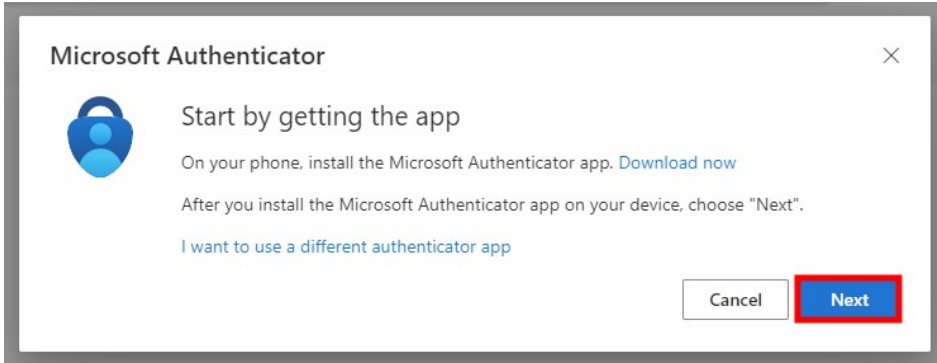 Microsoft Authenticator
Start by getting the app
On your phone, install the Microsoft Authenticator app. Download now
After you install the Microsoft Authenticator app on your device, choose "Next".
I want to use a different authenticator app
Cancel Next